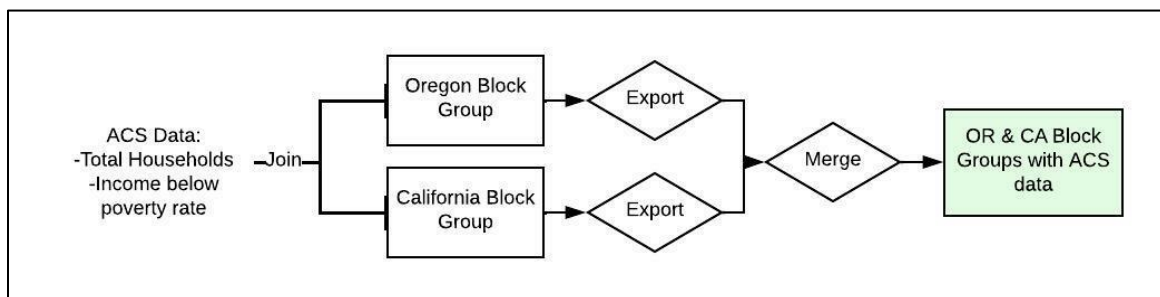 ACS Data:
-Total Households
-Income below
poverty rate
Join
Oregon Block
Group
Export
California Block
Group
Export
Merge
OR & CA Block
Groups with ACS
data